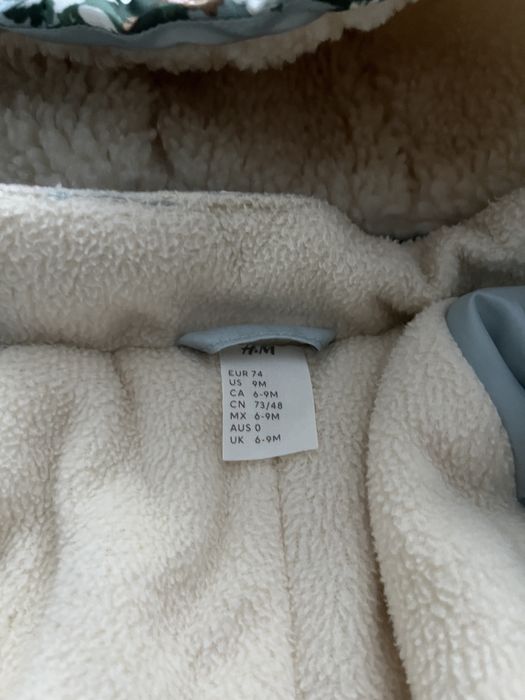 H&M
EUR 74
US 9M
CA 6-9M
CN 73/48
MX 6-9M
AUS 0
UK 6-9M